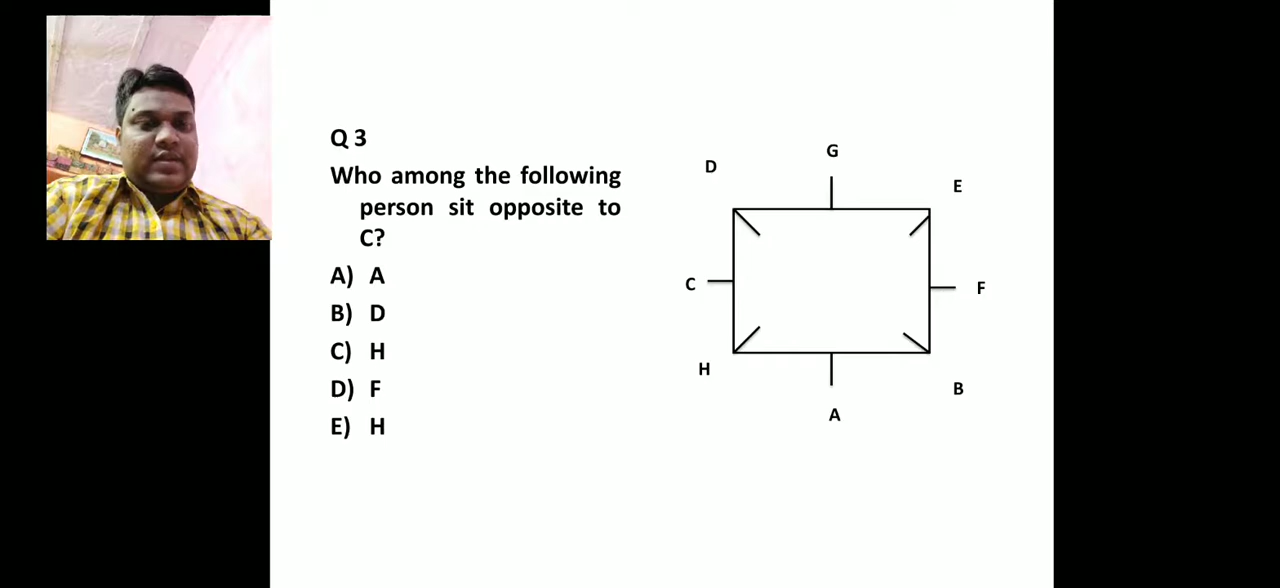 Q 3
Who among the following
person sit opposite to
C?
A) A
B) D
C) H
D) F
E) H
G
D
E
C
F
H
B
A